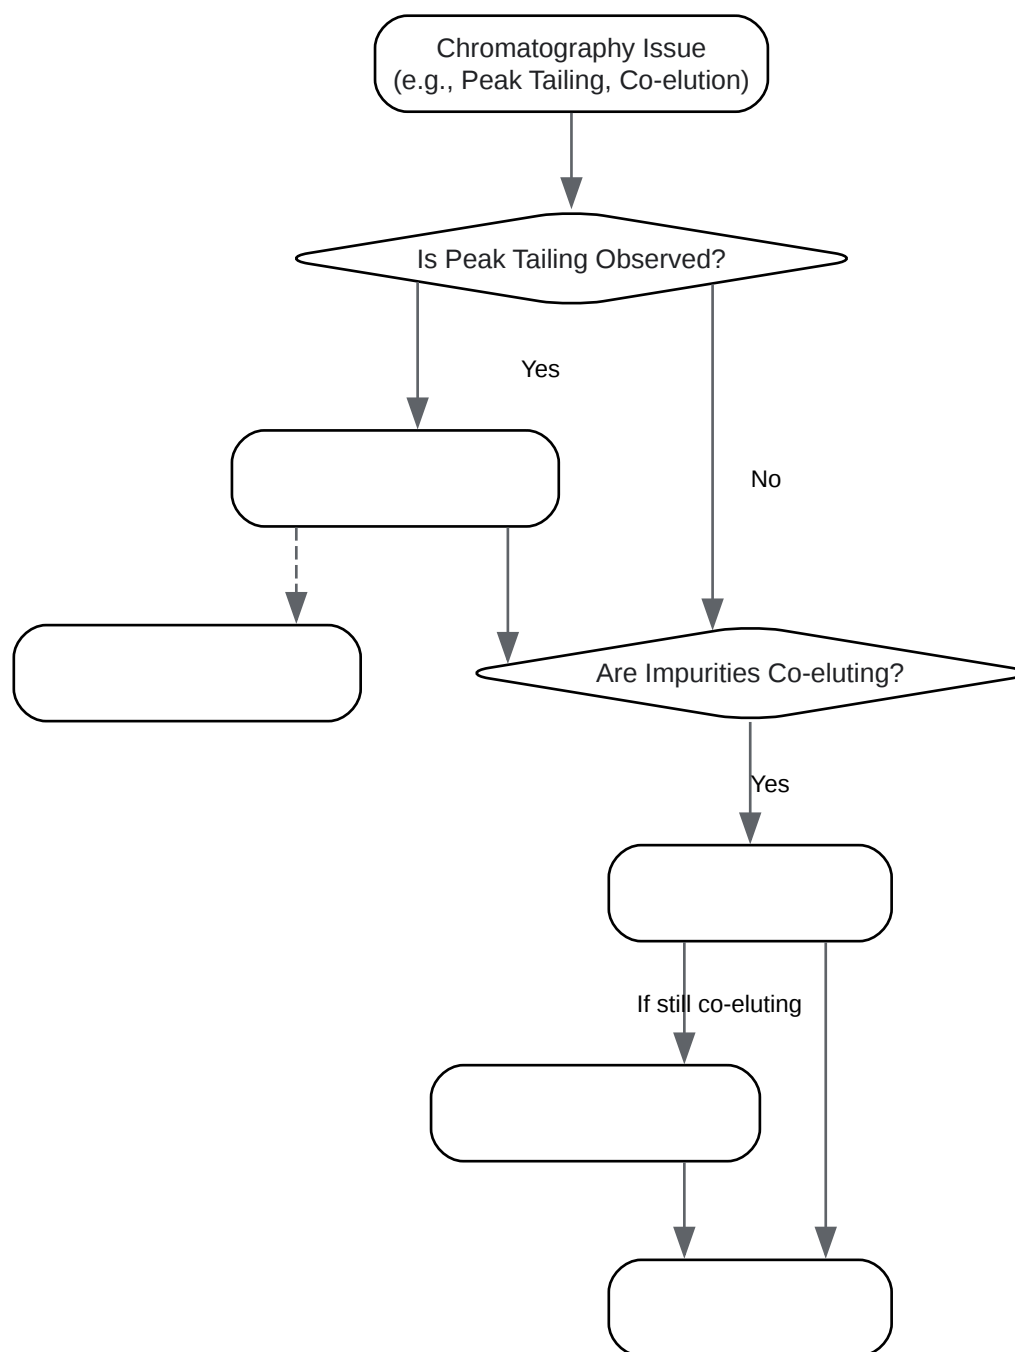 Chromatography Issue
(e.g., Peak Tailing, Co-elution)
Is Peak Tailing Observed?
Yes
No
Are Impurities Co-eluting?
Yes
If still co-eluting